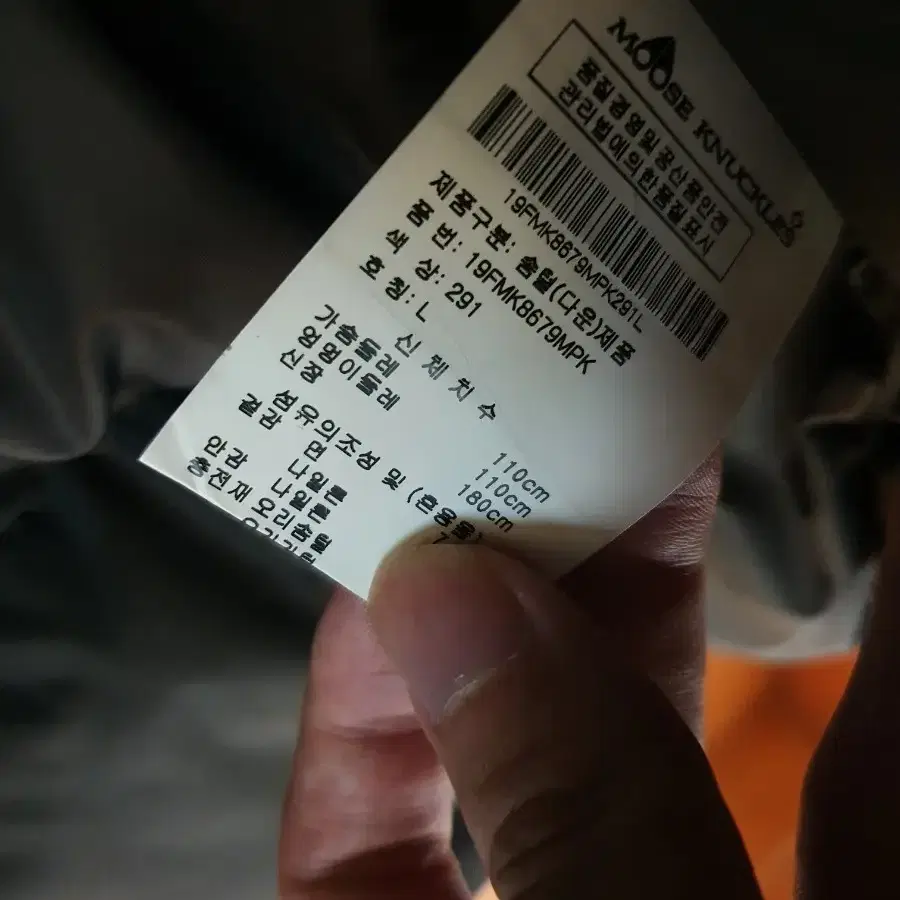 MOOSE KNUCKLES
품질경영및공산품안전
관리법에의한품질표시
19FMK8679MPK291L
제품구분: 솜털(다운)제품
품 번: 19FMK8679MPK
색 상: 291
호 칭: L
신 체 치 수
가슴둘레 110cm
엉덩이둘레 110cm
신장 180cm
섬유의조성 및 (혼용율)
겉감 면
나일론
안감 나일론
충전재 오리솜털